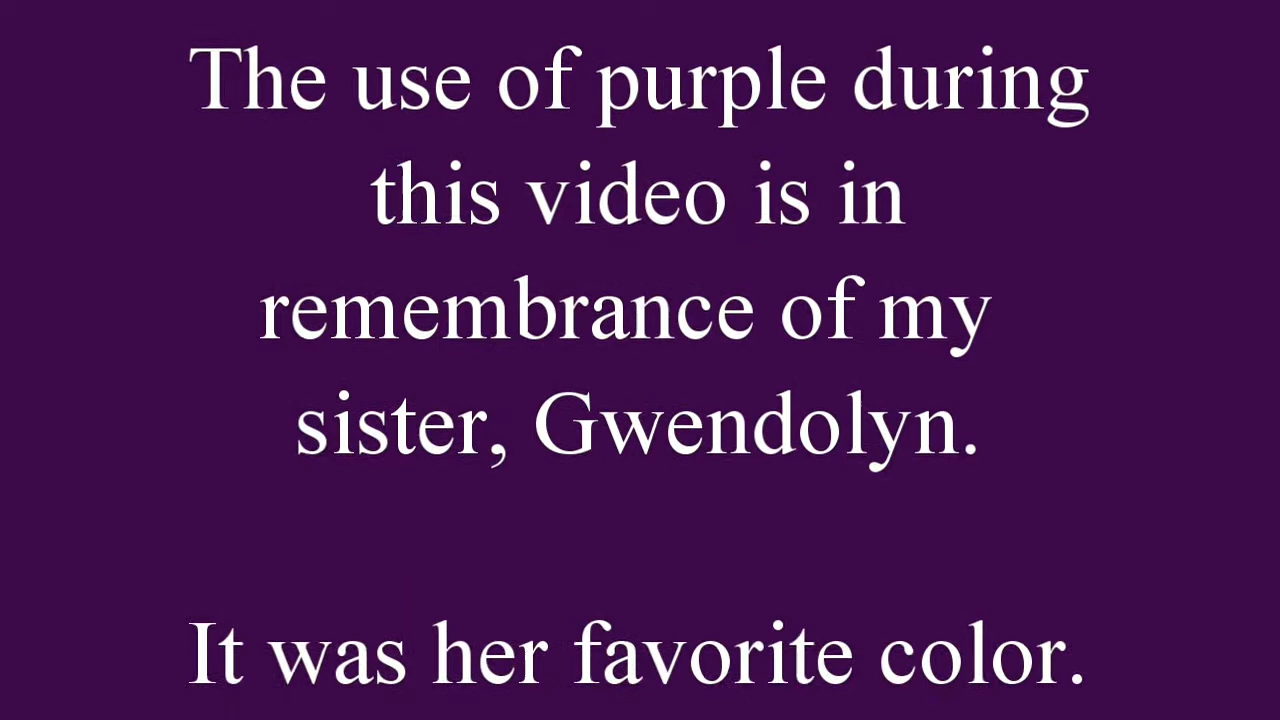 The use of purple during
this video is in
remembrance of my
sister, Gwendolyn.
It was her favorite color.